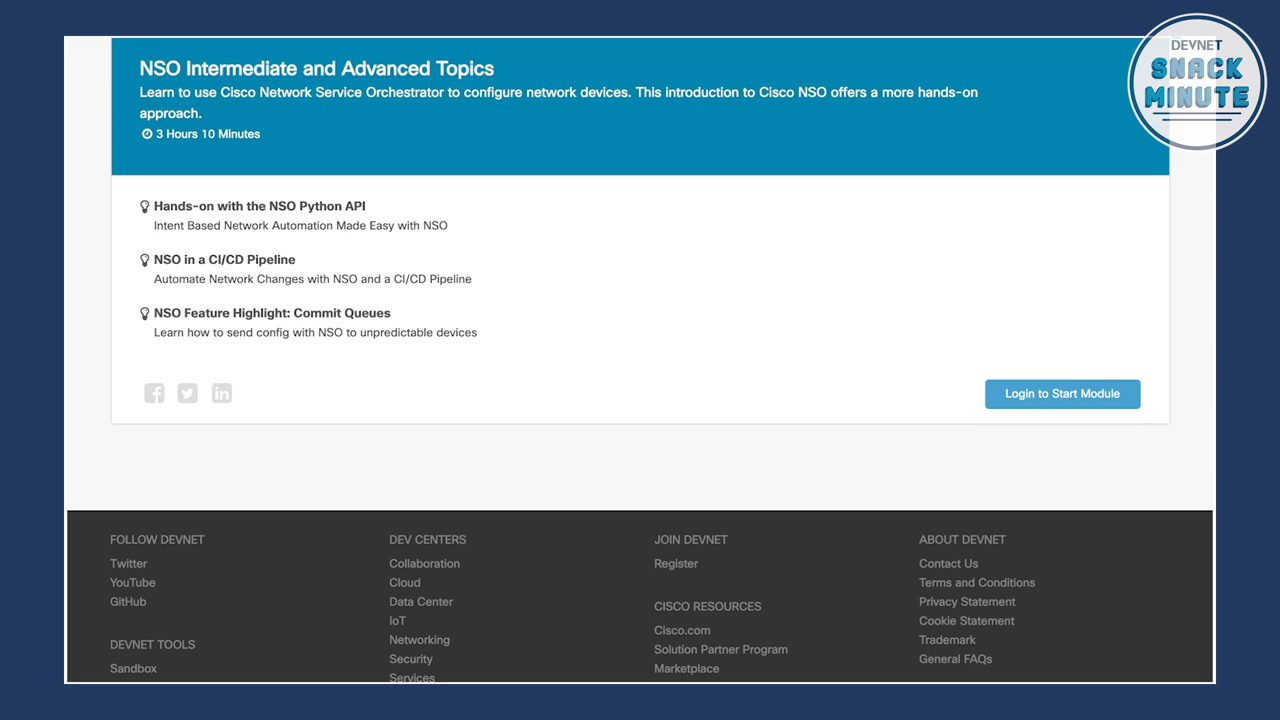 DEVNET
SNACK
MINUTE
NSO Intermediate and Advanced Topics
Learn to use Cisco Network Service Orchestrator to configure network devices. This introduction to Cisco NSO offers a more hands-on
approach.
3 Hours 10 Minutes
Hands-on with the NSO Python API
Intent Based Network Automation Made Easy with NSO
NSO in a CI/CD Pipeline
Automate Network Changes with NSO and a CI/CD Pipeline
NSO Feature Highlight: Commit Queues
Learn how to send config with NSO to unpredictable devices
Login to Start Module
FOLLOW DEVNET
Twitter
YouTube
GitHub
DEVNET TOOLS
Sandbox
DEV CENTERS
Collaboration
Cloud
Data Center
IoT
Networking
Security
Services
JOIN DEVNET
Register
CISCO RESOURCES
Cisco.com
Solution Partner Program
Marketplace
ABOUT DEVNET
Contact Us
Terms and Conditions
Privacy Statement
Cookie Statement
Trademark
General FAQs